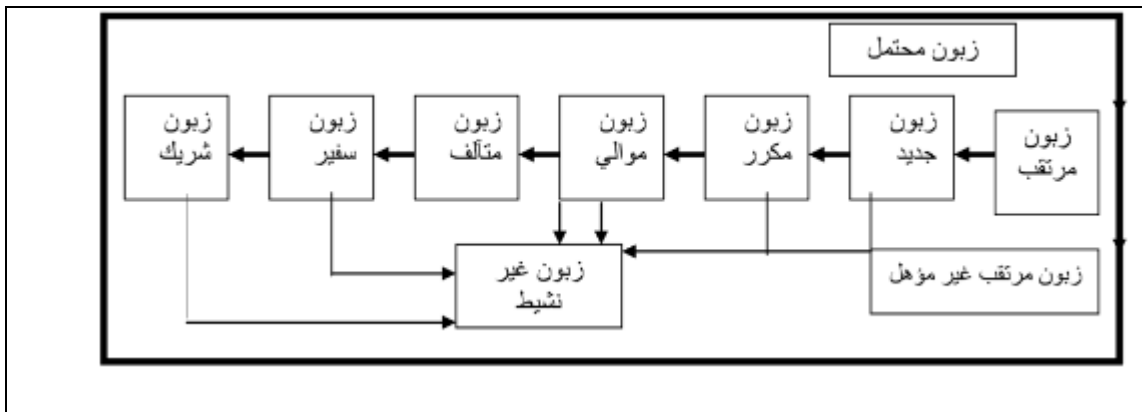 زبون محتمل
زبون
مرتقب
زبون
جديد
زبون
مكرر
زبون
موالي
زبون
متآلف
زبون
سفير
زبون
شريك
زبون مرتقب غير مؤهل
زبون غير
نشيط